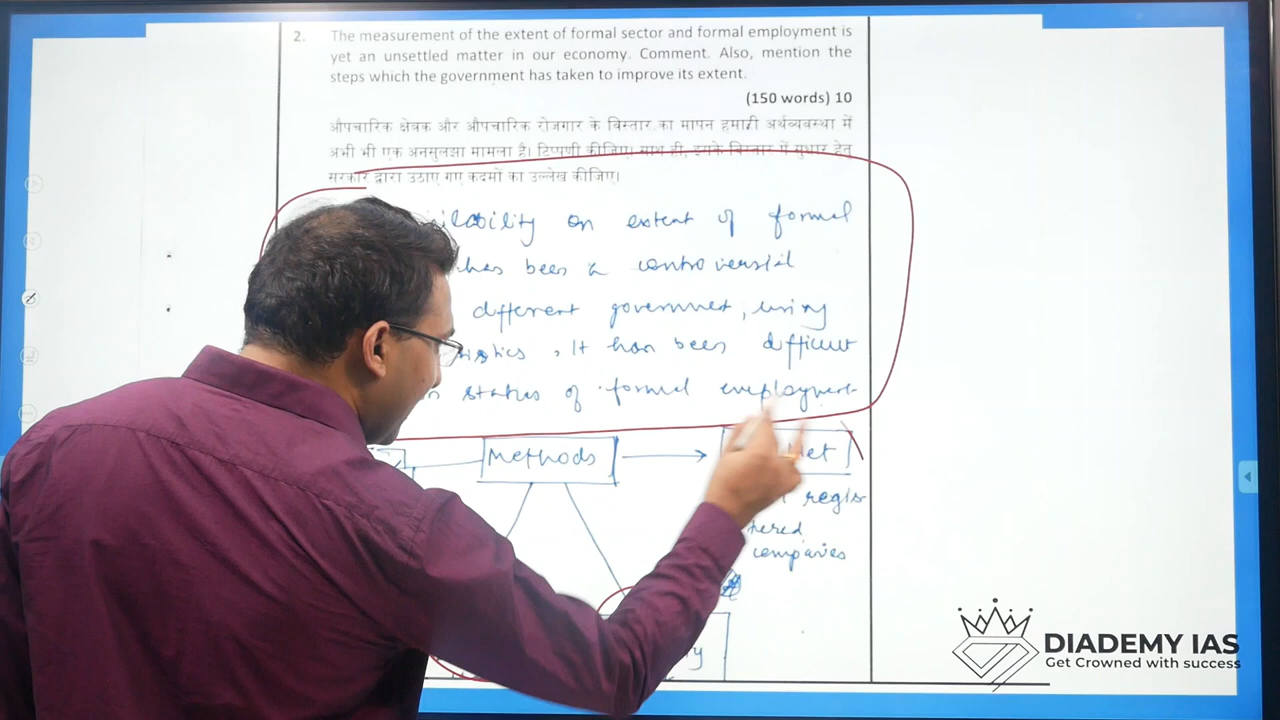 2. The measurement of the extent of formal sector and formal employment is
yet an unsettled matter in our economy. Comment. Also, mention the
steps which the government has taken to improve its extent.
(150 words) 10
औपचारिक क्षेत्रक और औपचारिक रोजगार के विस्तार का मापन हमारी अर्थव्यवस्था में
अभी भी एक अनसुलझा मामला है। टिप्पणी कीजिए। साथ ही, इसके विस्तार में सुधार हेतु
सरकार द्वारा उठाए गए कदमों का उल्लेख कीजिए।
on extent of formal
has been a controversial
different government, using
, It has been difficult
status of formal employment
Methods
regis
tered
companies
DIADEMY IAS
Get Crowned with success